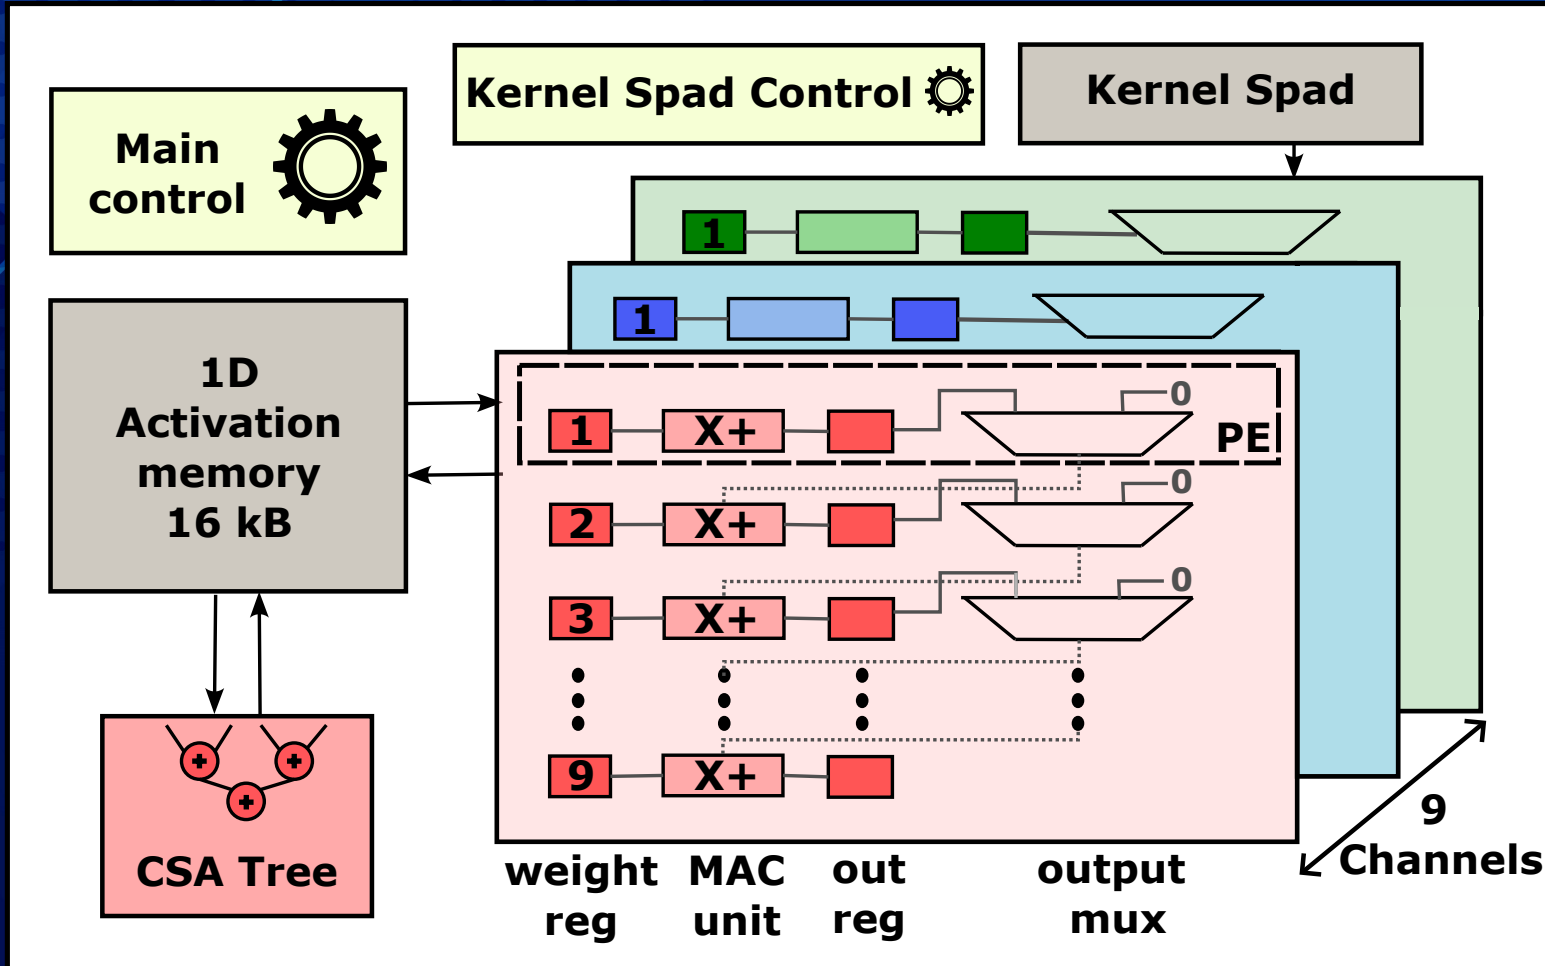 Kernel Spad Control
Kernel Spad
Main
control
1
1
1D
Activation
memory
16 kB
1
X+
0
PE
2
X+
0
3
X+
0
9
X+
CSA Tree
9
Channels
weight
reg
MAC
unit
out
reg
output
mux